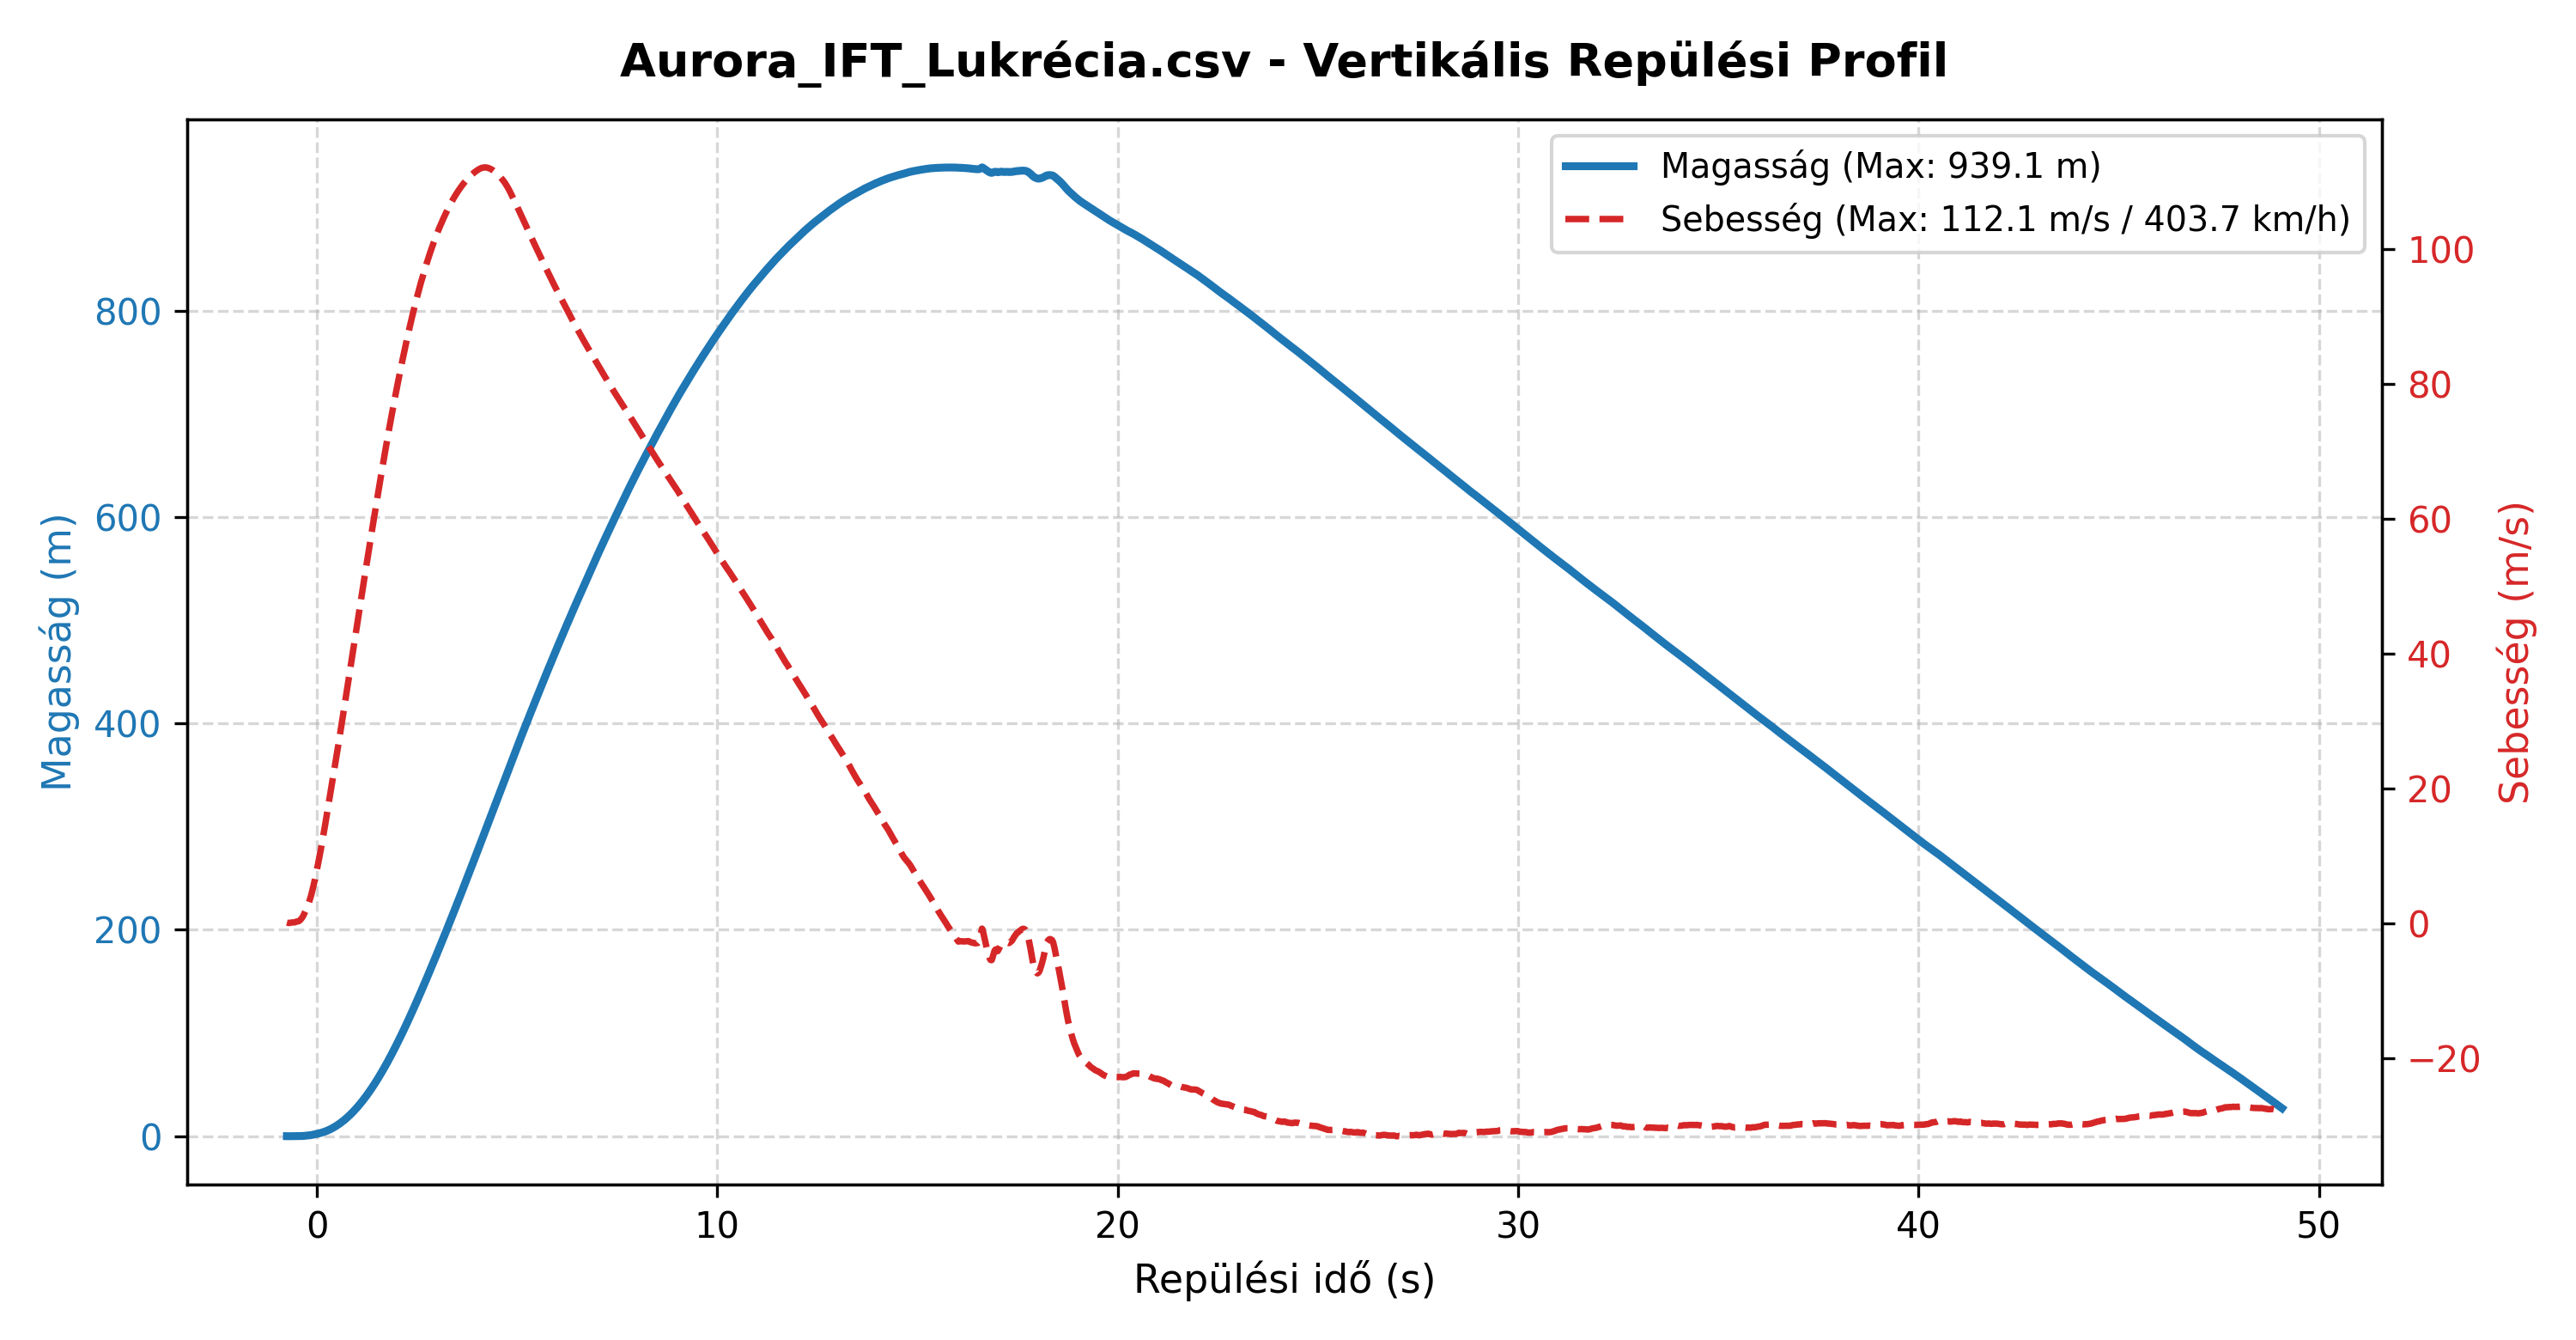 Aurora_IFT_Lukrécia.csv - Vertikális Repülési Profil
Magasság (Max: 939.1 m)
Sebesség (Max: 112.1 m/s / 403.7 km/h)
Magasság (m)
800
600
400
200
0
100
80
60
40
20
0
−20
Sebesség (m/s)
0 10 20 30 40 50
Repülési idő (s)